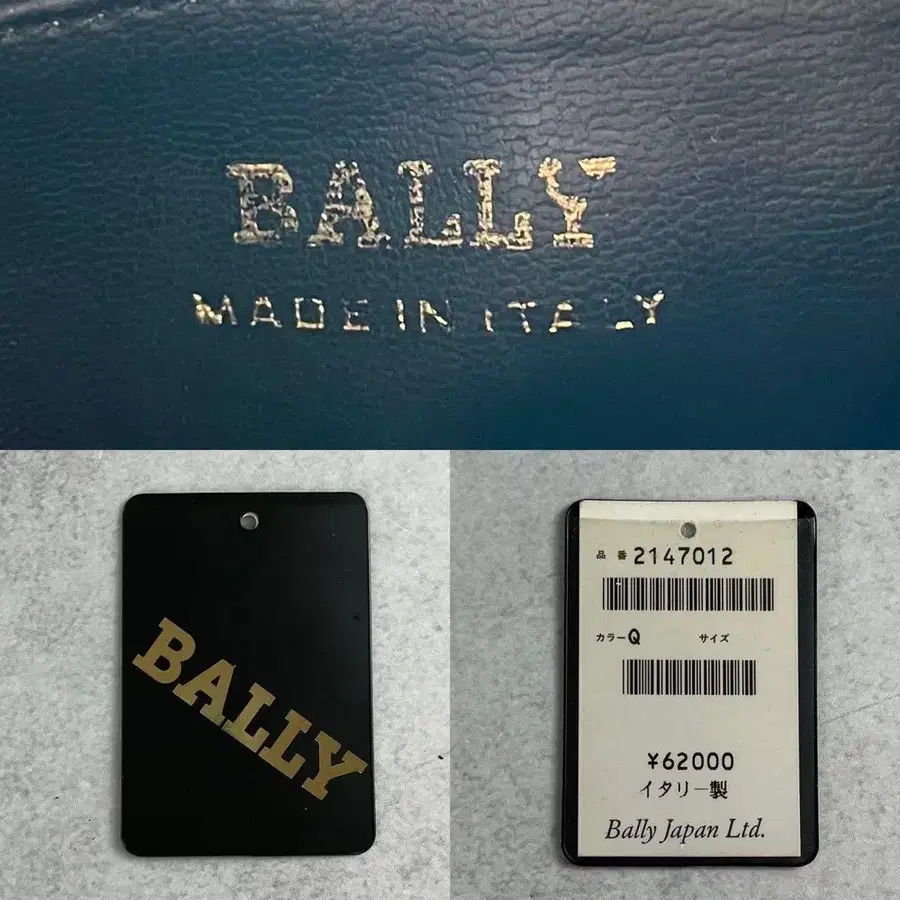 BALLY
MADE IN ITALY
BALLY
品番 2147012
カラー Q サイズ
¥62000
イタリー製
Bally Japan Ltd.